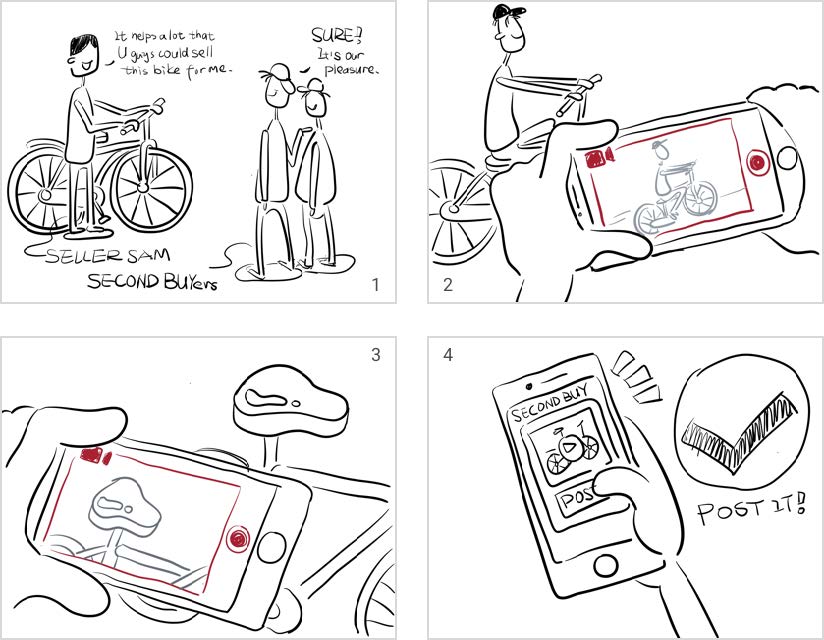 It helps a lot that
U guys could sell
this bike for me.
SURE!
It's our
pleasure.
SELLER SAM
SECOND BUYers
1
2
3
4
SECOND BUY
POST
POST IT!